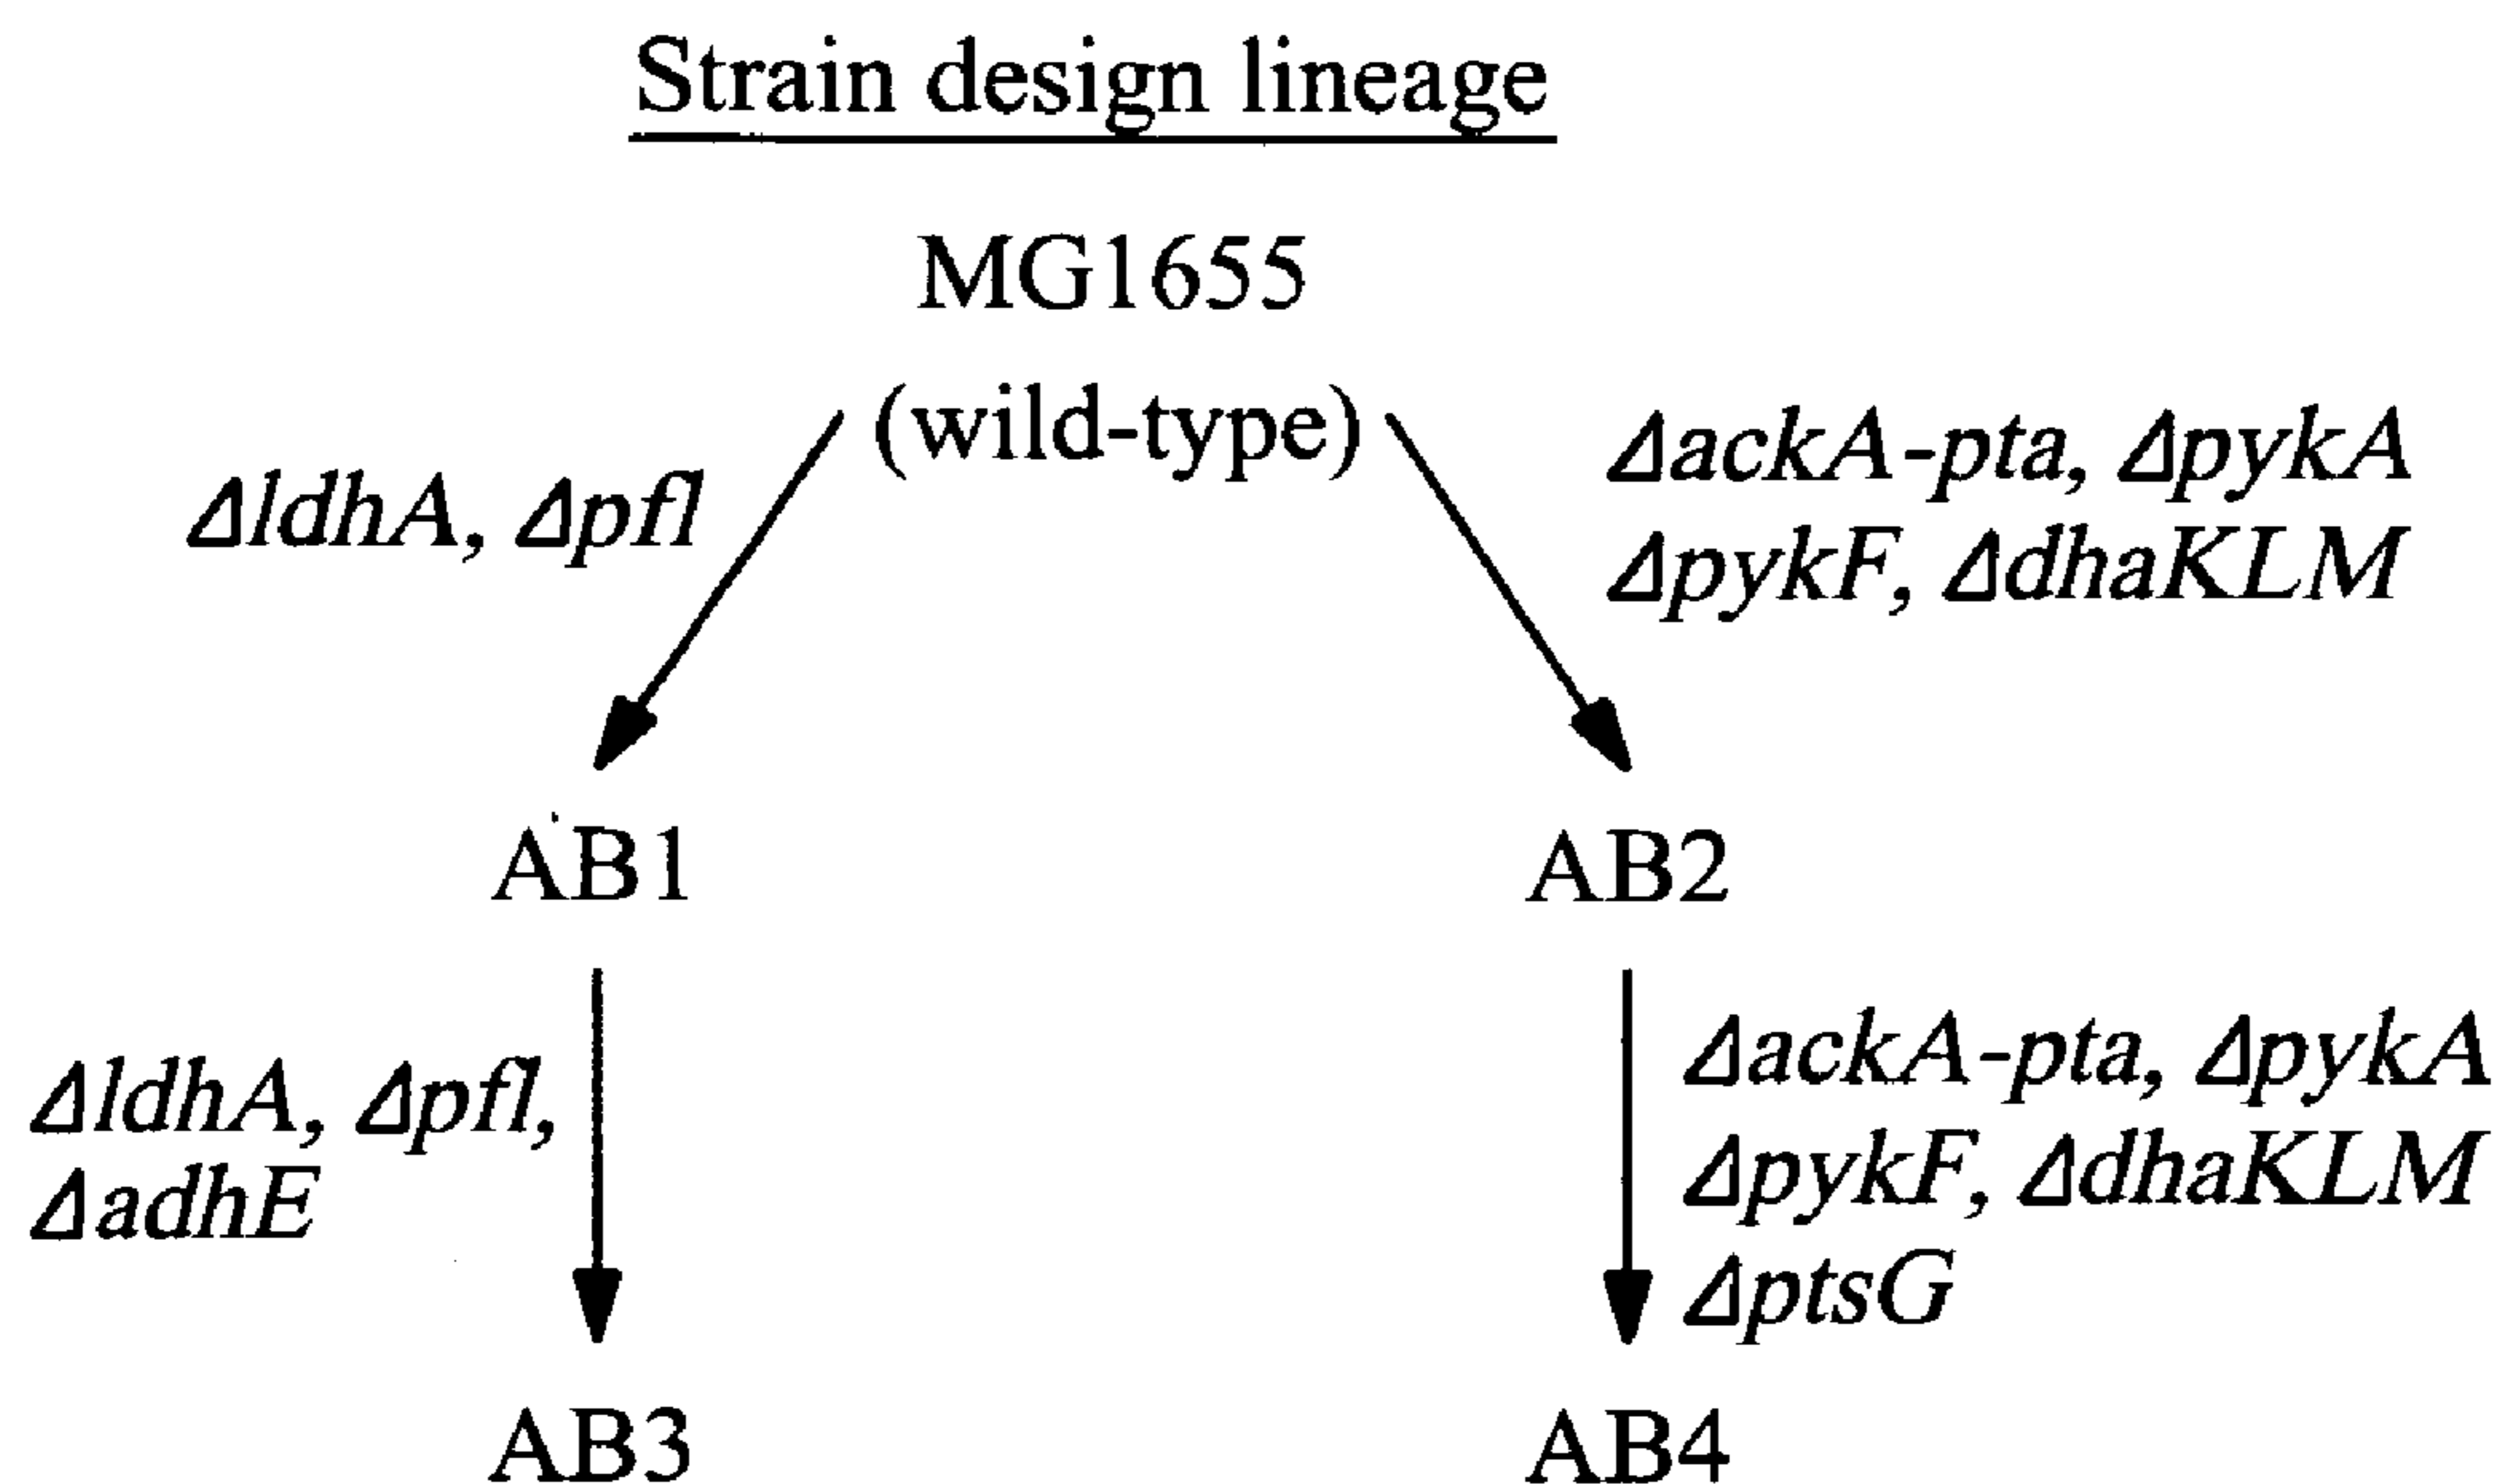 Strain design lineage
MG1655
(wild-type)
ΔldhA, Δpfl
ΔackA-pta, ΔpykA
ΔpykF, ΔdhaKLM
AB1
AB2
ΔldhA, Δpfl,
ΔadhE
ΔackA-pta, ΔpykA
ΔpykF, ΔdhaKLM
ΔptsG
AB3
AB4